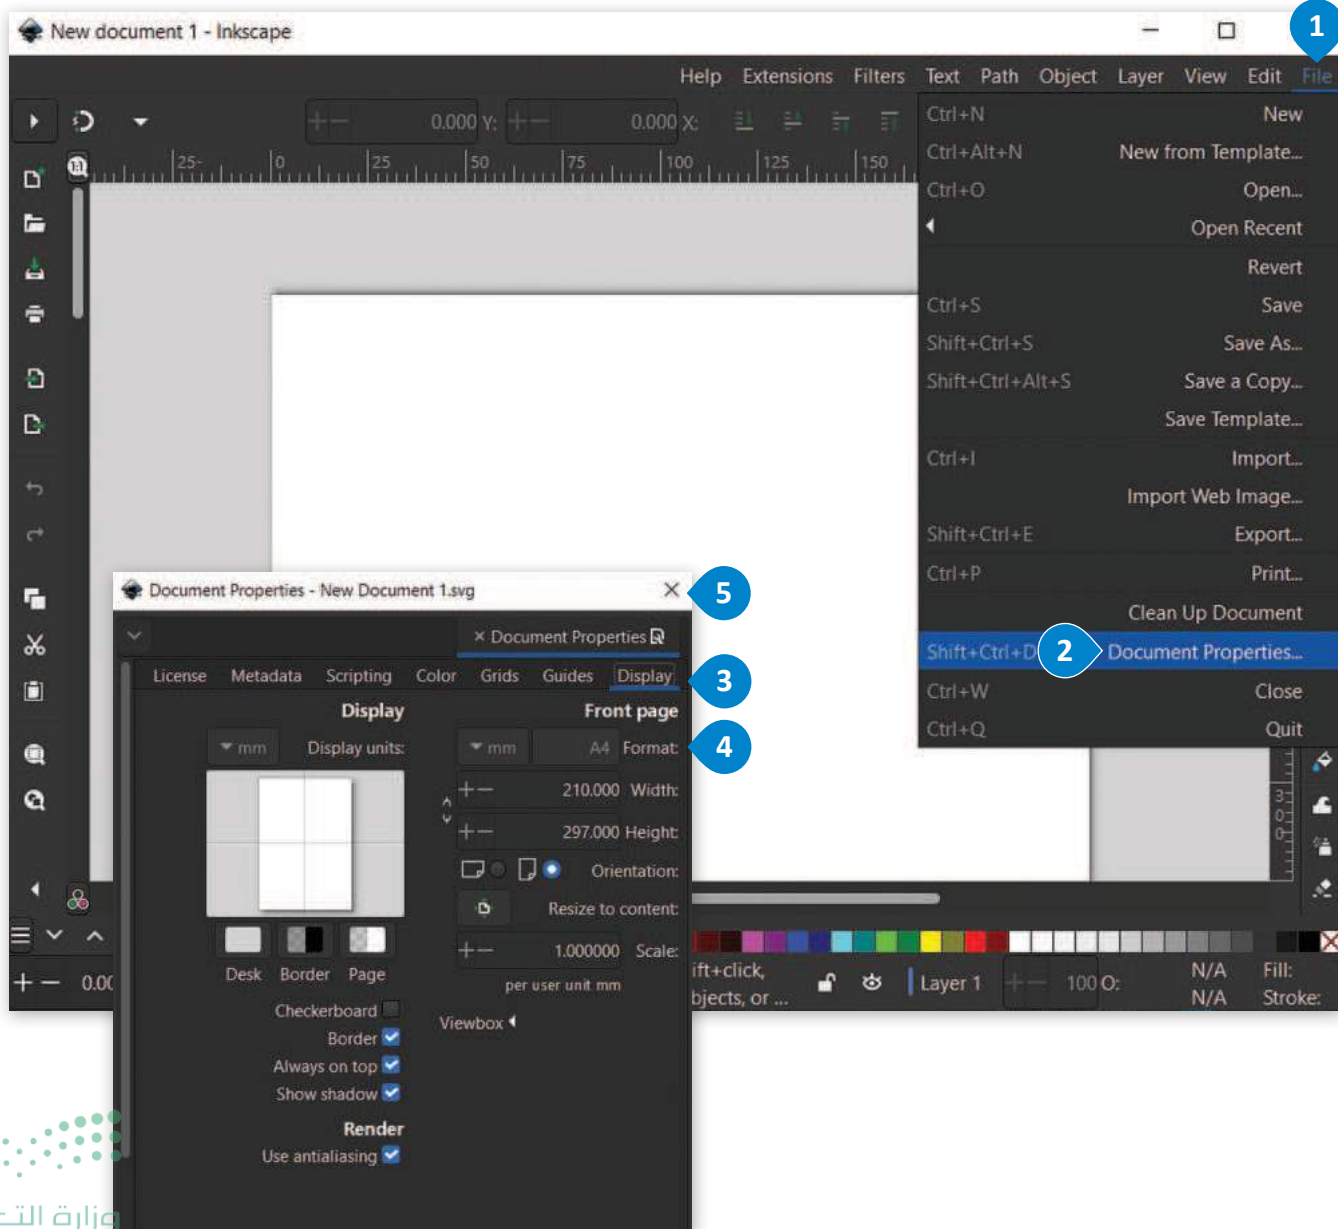 New document 1 - Inkscape
1
Help Extensions Filters Text Path Object Layer View Edit File
0.000 Y: 0.000 X:
25- 0 25 50 75 100 125 150
Ctrl+N New
Ctrl+Alt+N New from Template...
Ctrl+O Open...
Open Recent
Revert
Ctrl+S Save
Shift+Ctrl+S Save As...
Shift+Ctrl+Alt+S Save a Copy...
Save Template...
Ctrl+I Import...
Import Web Image...
Shift+Ctrl+E Export...
Ctrl+P Print...
Clean Up Document
Shift+Ctrl+D 2 Document Properties...
Ctrl+W Close
Ctrl+Q Quit
Document Properties - New Document 1.svg
5
Document Properties
License Metadata Scripting Color Grids Guides Display
3
Display Front page
mm Display units: mm A4 Format:
4
210.000 Width:
297.000 Height:
Orientation:
Resize to content:
1.000000 Scale:
per user unit mm
Viewbox
Desk Border Page
Checkerboard
Border
Always on top
Show shadow
Render
Use antialiasing
300
1:1
0.00
ift+click,
bjects, or ...
Layer 1
100 O:
N/A Fill:
N/A Stroke:
وزارة التع